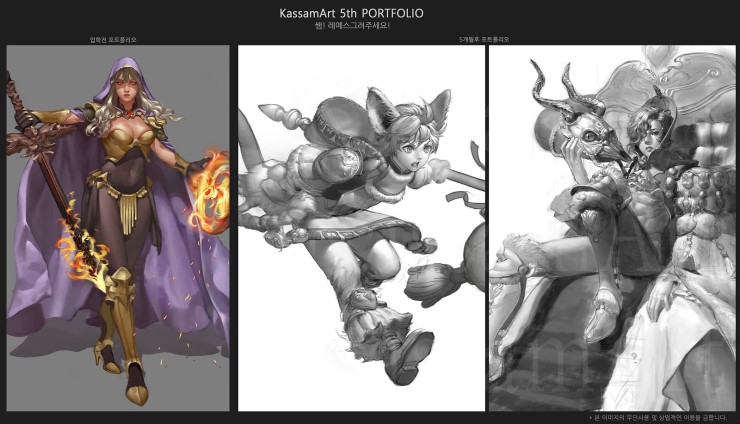 KassamArt 5th PORTFOLIO
쌤! 레예스그려주세요!
입학전 포트폴리오
5개월후 포트폴리오
* 본 이미지의 무단사용 및 상업적인 이용을 금합니다.